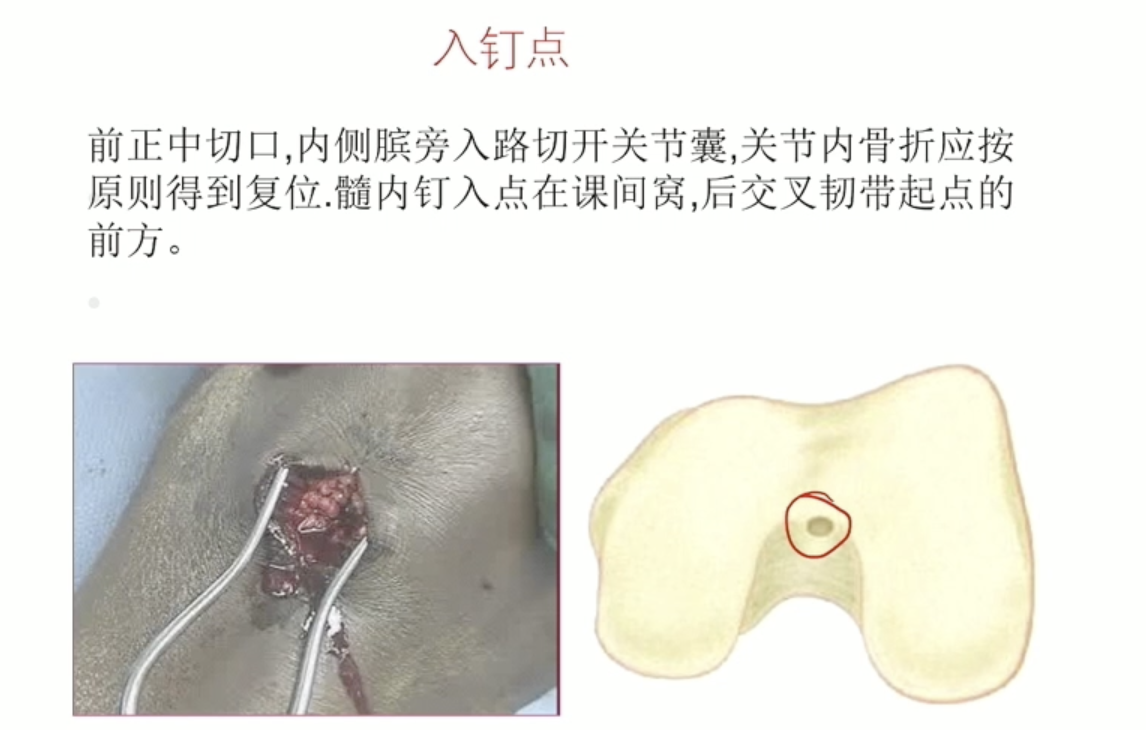 入钉点
前正中切口,内侧膑旁入路切开关节囊,关节内骨折应按
原则得到复位.髓内钉入点在课间窝,后交叉韧带起点的
前方。